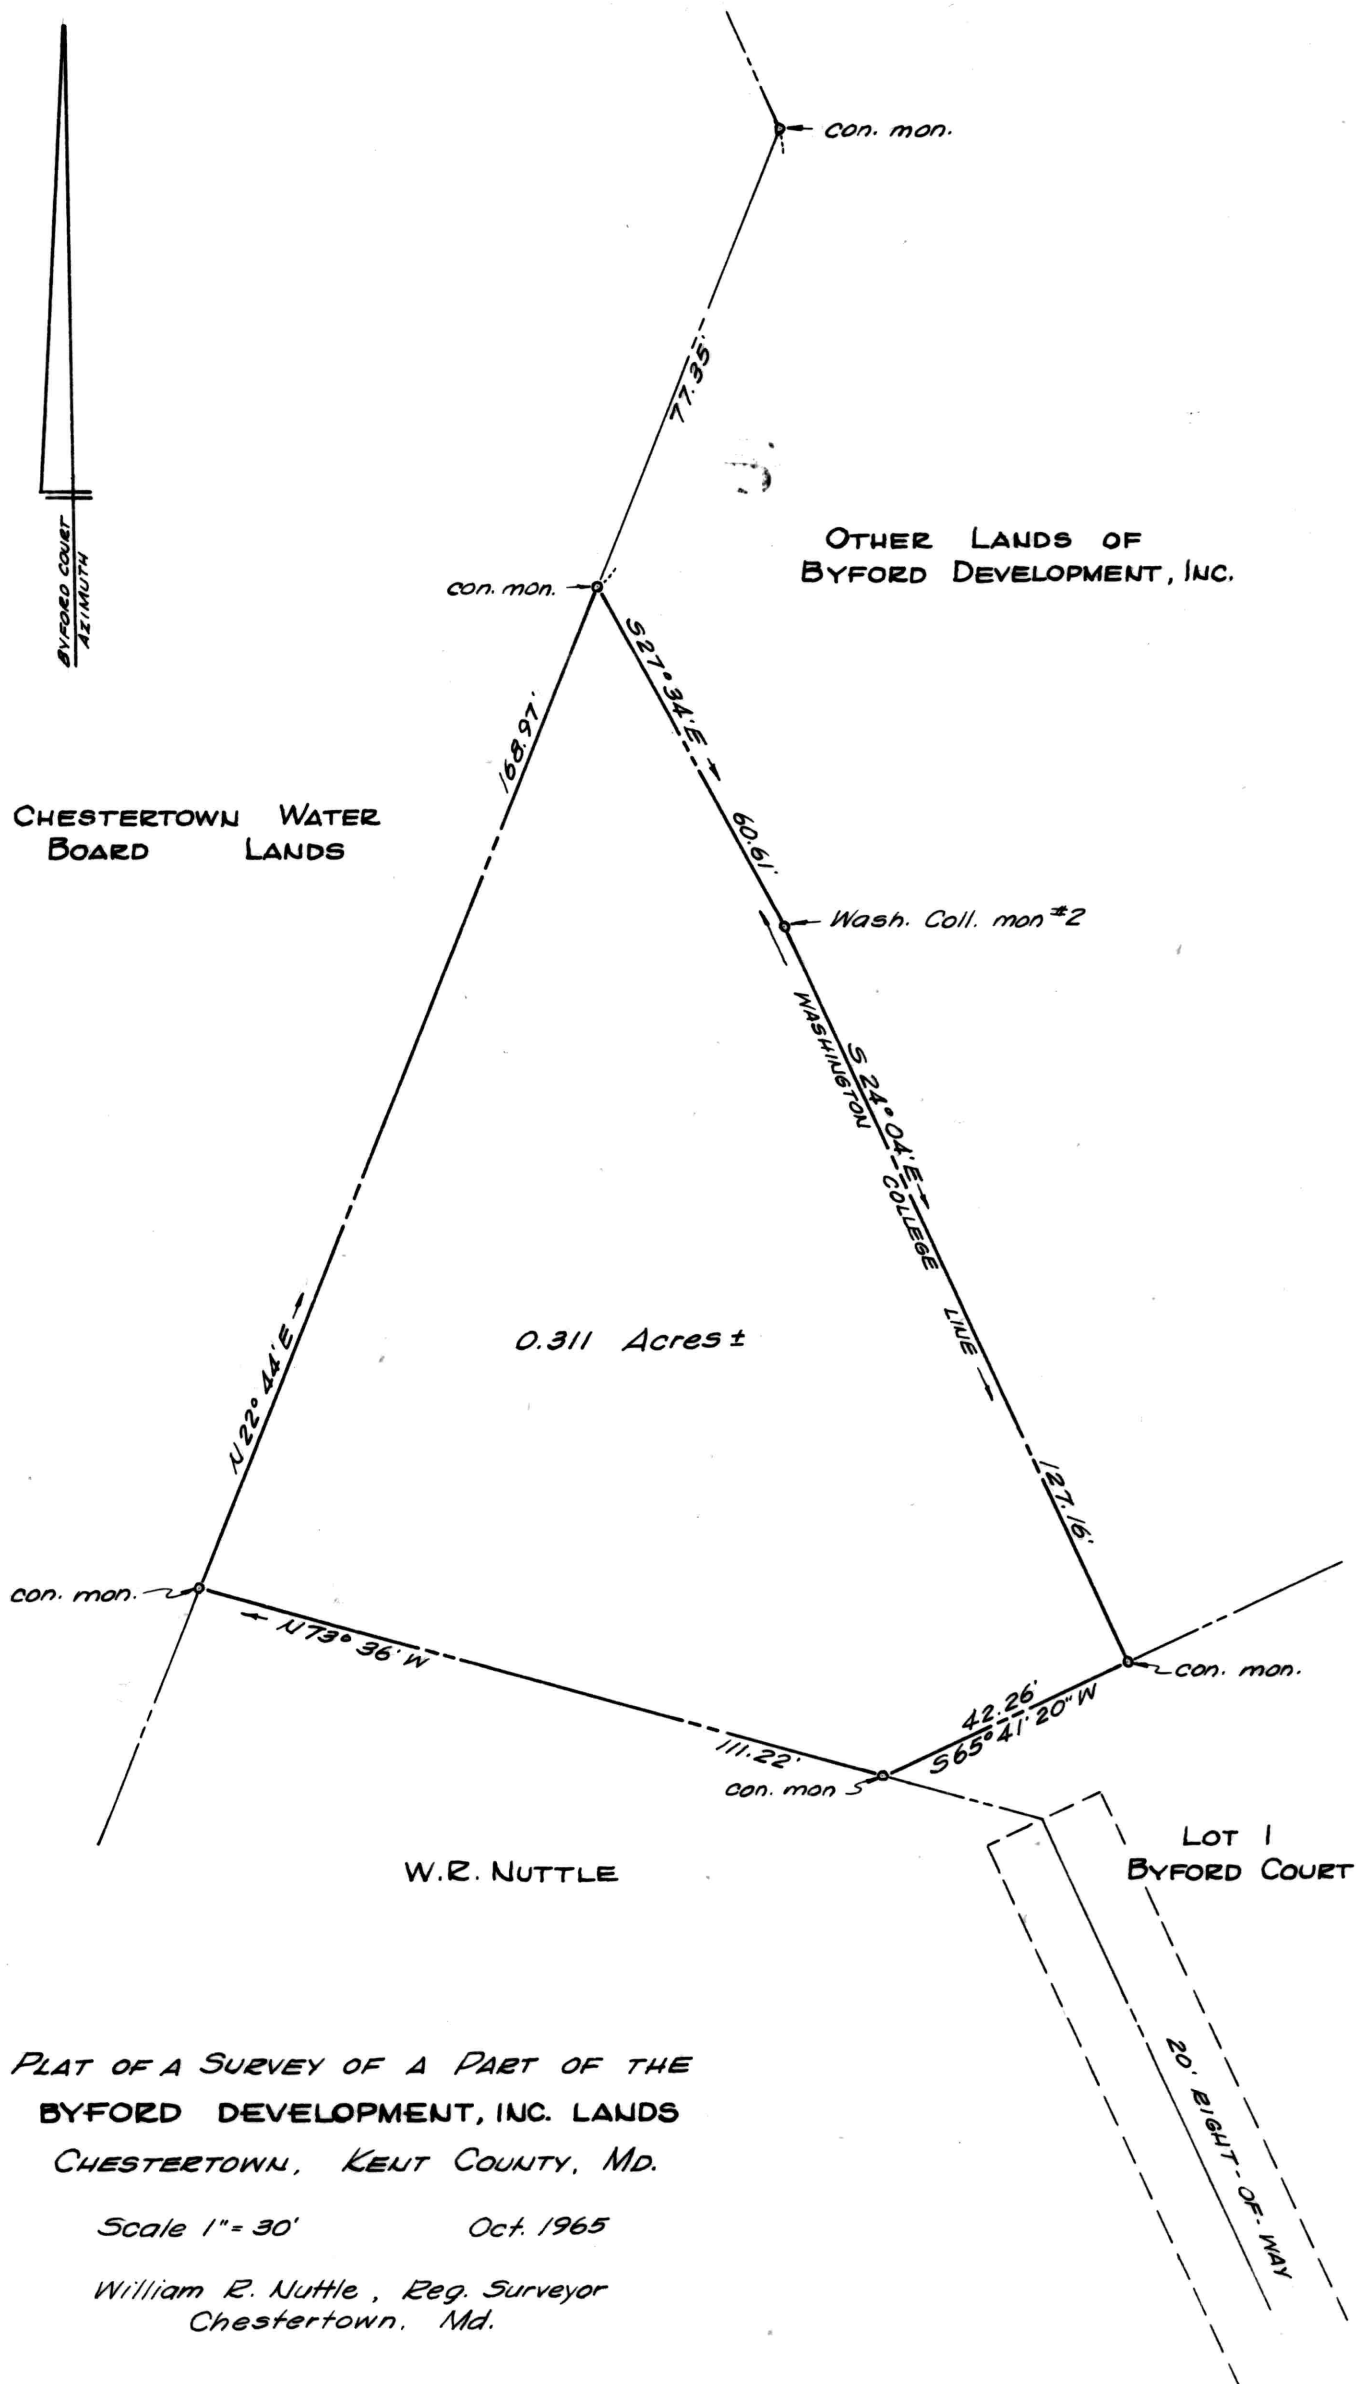 con. mon.
77.35'
BYFORD COURT
AZIMUTH
OTHER LANDS OF
BYFORD DEVELOPMENT, INC.
con. mon.
S27°34'E
168.97'
60.61'
CHESTERTOWN WATER
BOARD LANDS
Wash. Coll. mon #2
WASHINGTON COLLEGE LINE
S 24° 04' E
0.311 Acres ±
N22° 44' E
127.16'
con. mon.
N73° 36' W
con. mon.
42.26'
S65° 41' 20" W
111.22'
con. mon
LOT 1
BYFORD COURT
W.R. NUTTLE
20' RIGHT-OF-WAY
PLAT OF A SURVEY OF A PART OF THE
BYFORD DEVELOPMENT, INC. LANDS
CHESTERTOWN, KENT COUNTY, MD.
Scale 1" = 30' Oct. 1965
William R. Nuttle, Reg. Surveyor
Chestertown, Md.